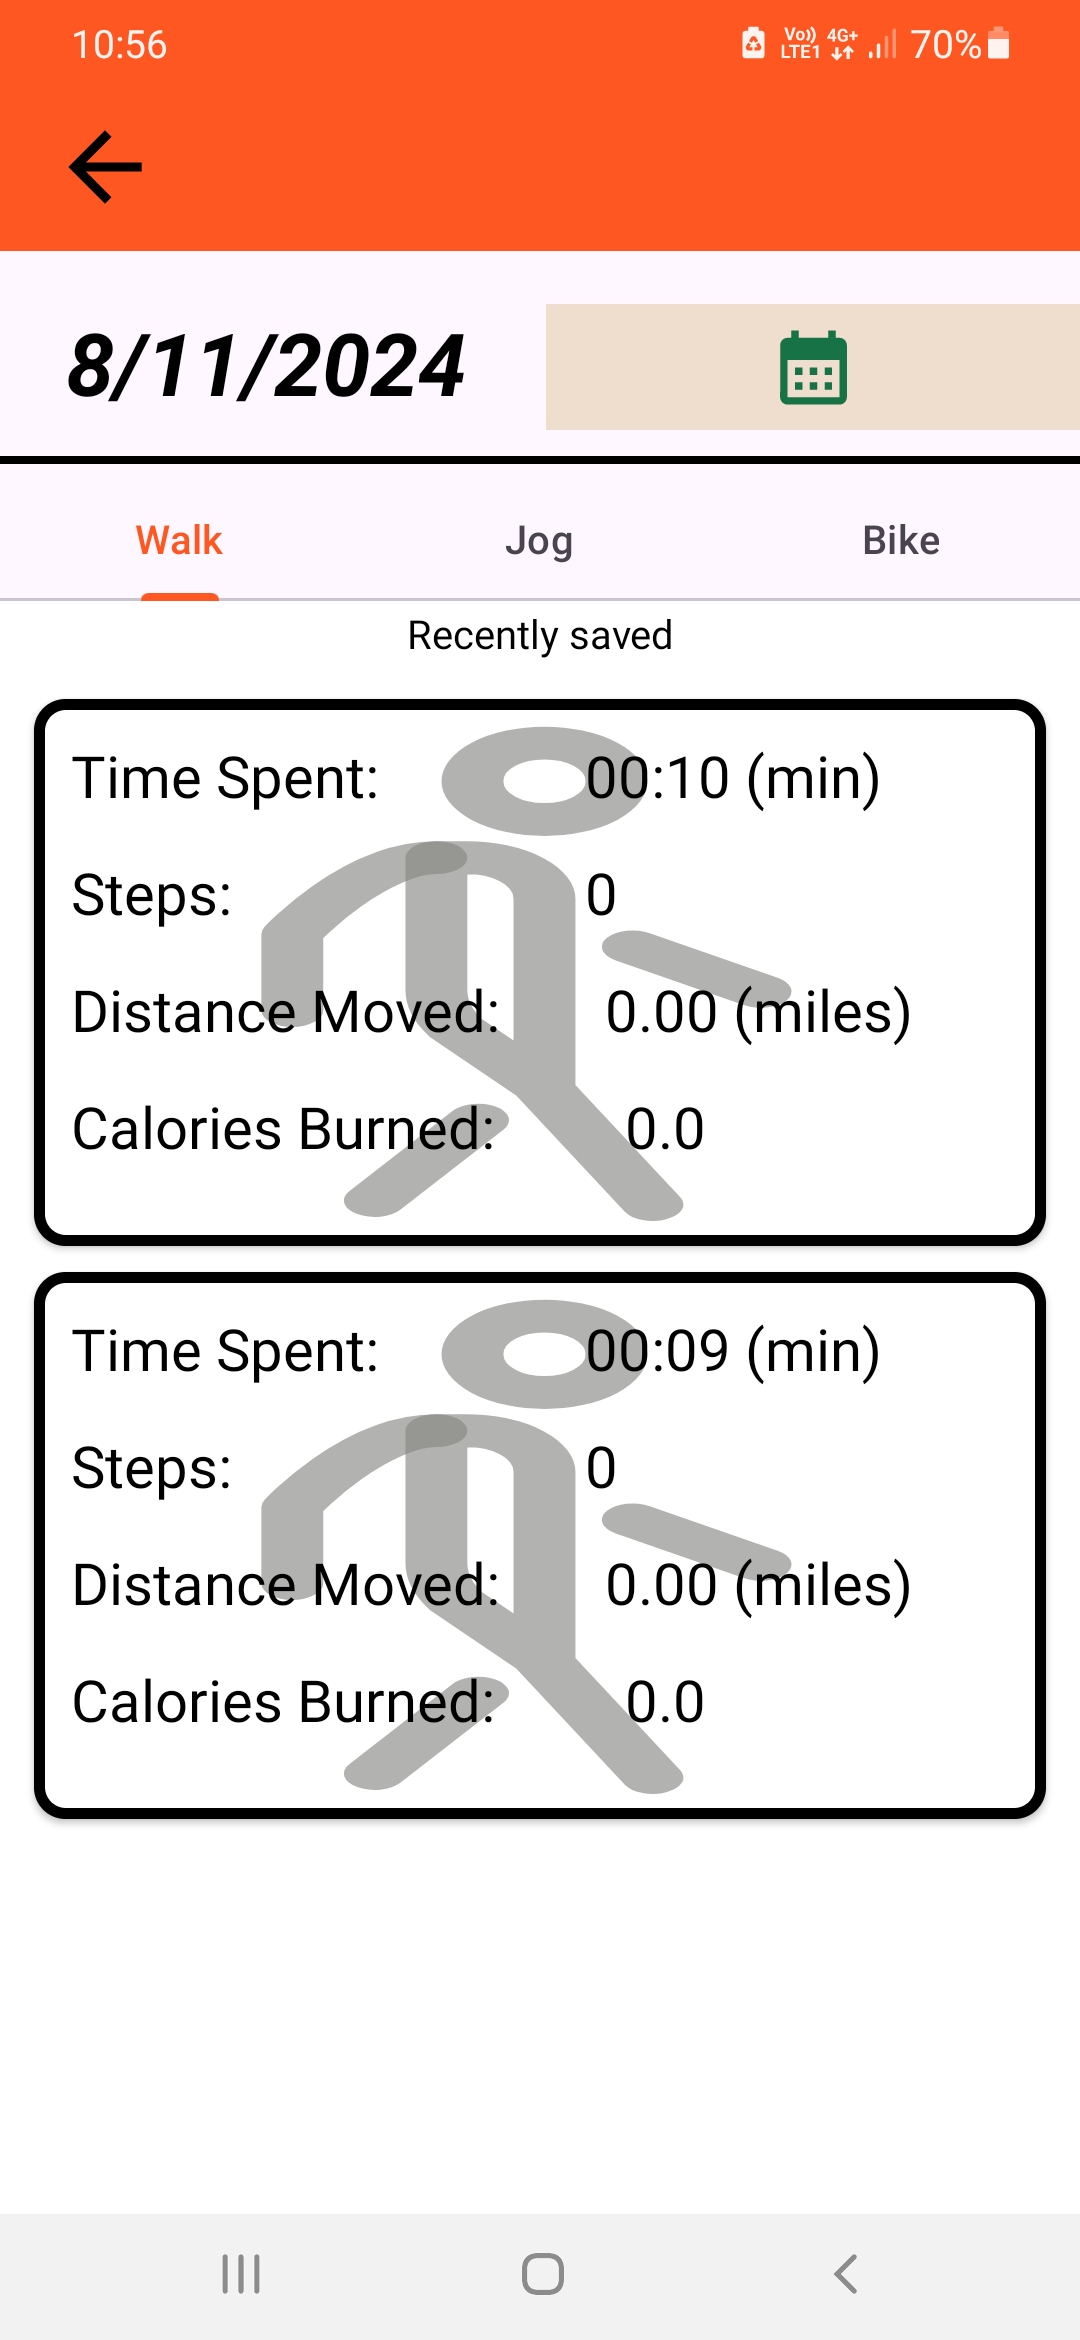 10:56 Vo)) LTE1 4G+ 70%
8/11/2024
Walk Jog Bike
Recently saved
Time Spent: 00:10 (min)
Steps: 0
Distance Moved: 0.00 (miles)
Calories Burned: 0.0
Time Spent: 00:09 (min)
Steps: 0
Distance Moved: 0.00 (miles)
Calories Burned: 0.0